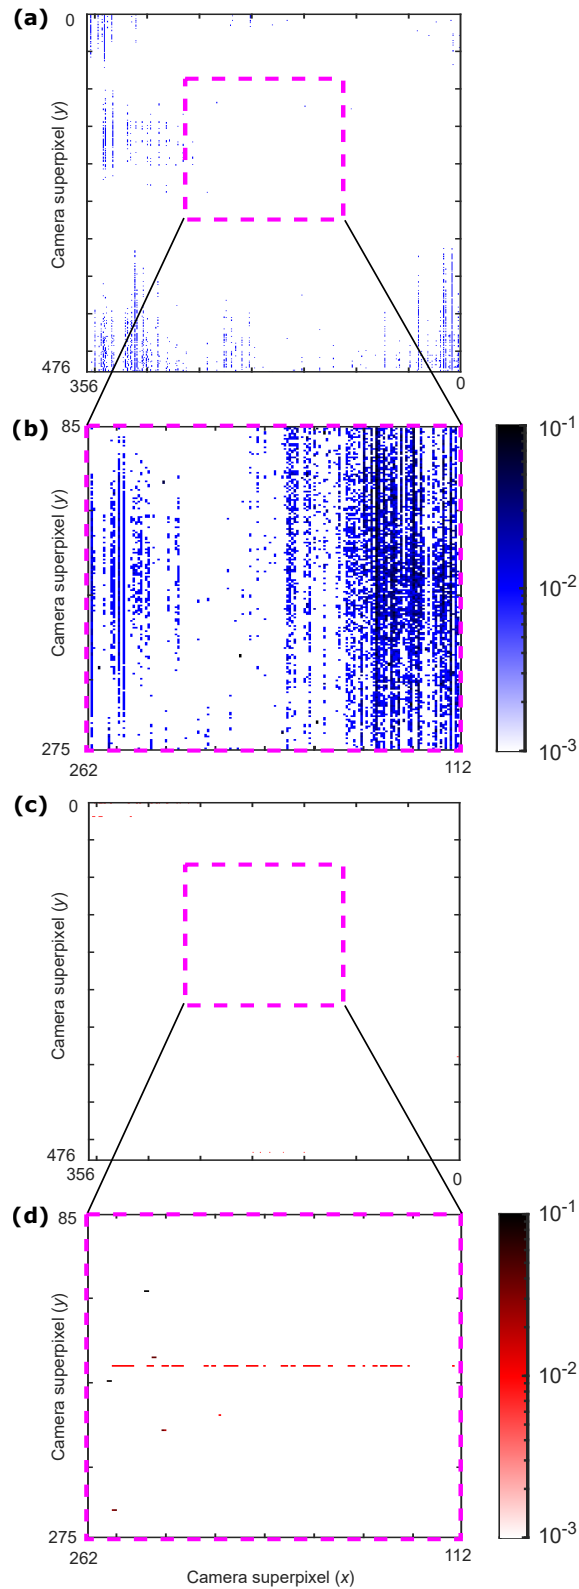 (a)
0
Camera superpixel (y)
476
356
0
(b)
85
Camera superpixel (y)
275
262
112
10-1
10-2
10-3
(c)
0
Camera superpixel (y)
476
356
0
(d)
85
Camera superpixel (y)
275
262
112
Camera superpixel (x)
10-1
10-2
10-3